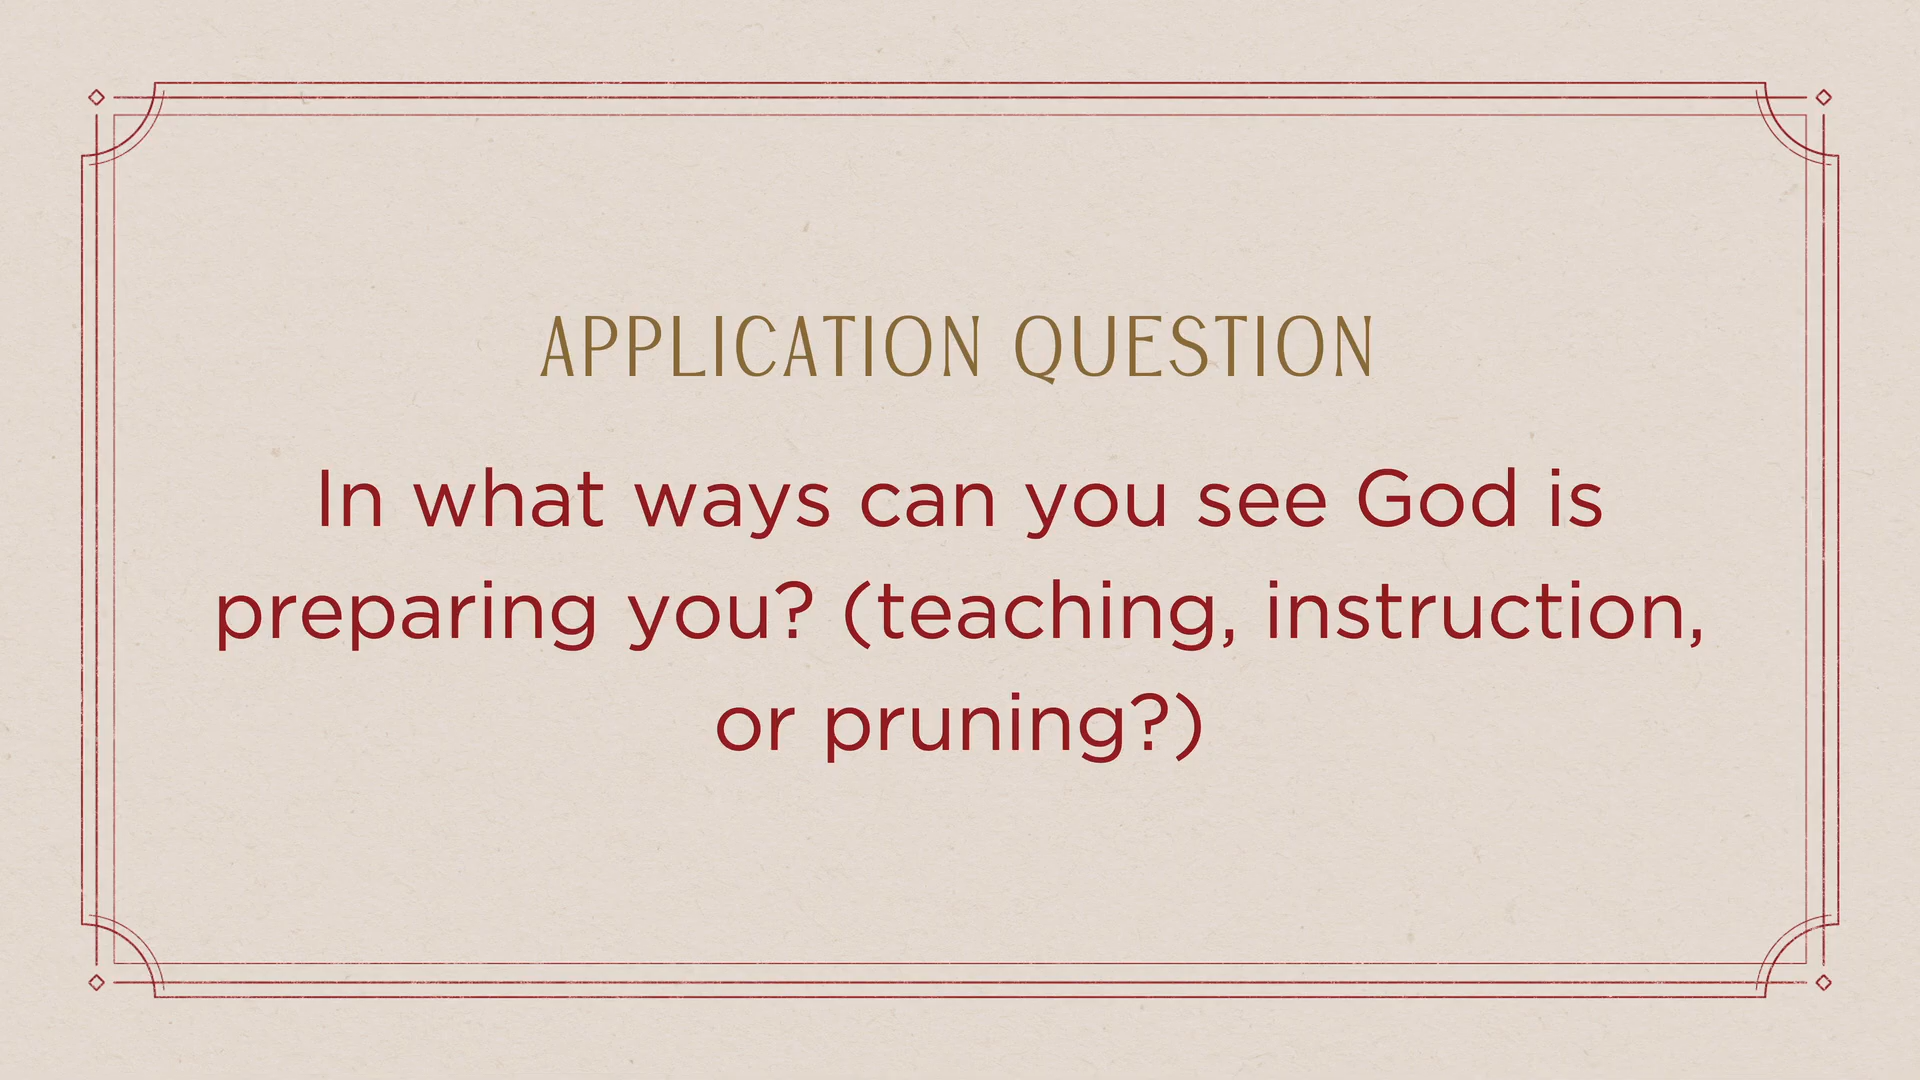 APPLICATION QUESTION
In what ways can you see God is
preparing you? (teaching, instruction,
or pruning?)